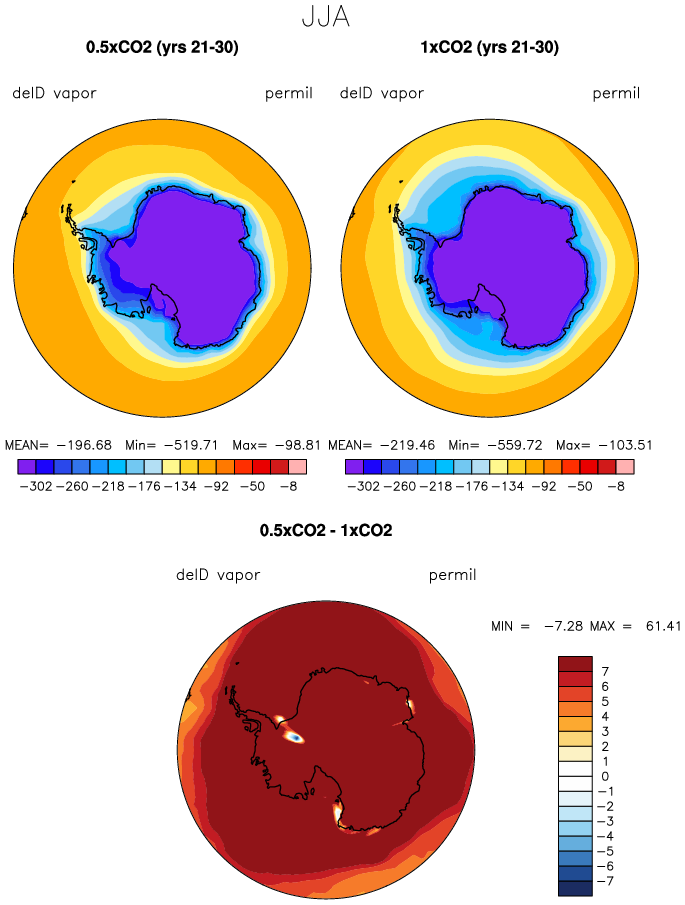 JJA
0.5xCO2 (yrs 21-30) 1xCO2 (yrs 21-30)
delD vapor permil delD vapor permil
MEAN= −196.68 Min= −519.71 Max= −98.81 MEAN= −219.46 Min= −559.72 Max= −103.51
−302 −260 −218 −176 −134 −92 −50 −8 −302 −260 −218 −176 −134 −92 −50 −8
0.5xCO2 - 1xCO2
delD vapor permil
MIN = −7.28 MAX = 61.41
7
6
5
4
3
2
1
0
−1
−2
−3
−4
−5
−6
−7